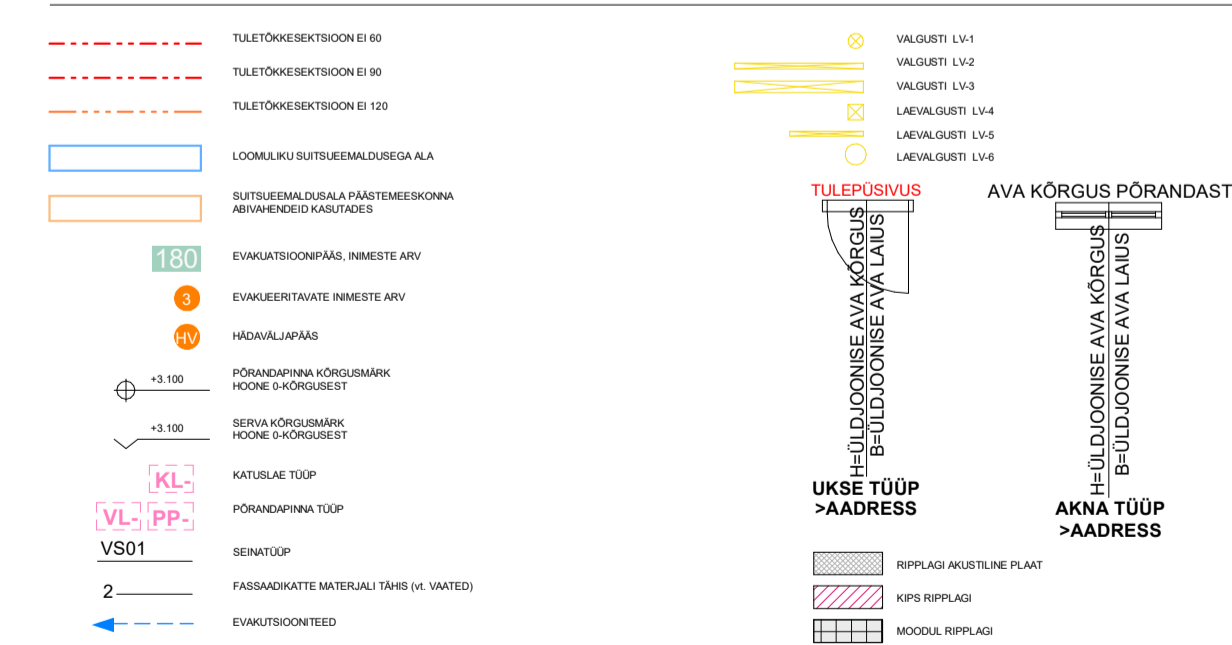 TULETÕKKESEKTSIOON EI 60
TULETÕKKESEKTSIOON EI 90
TULETÕKKESEKTSIOON EI 120
LOOMULIKU SUITSUEEMALDUSEGA ALA
SUITSUEEMALDUSALA PÄÄSTEMEESKONNA
ABIVAHENDEID KASUTADES
180
EVAKUATSIOONIPÄÄS, INIMESTE ARV
3
EVAKUEERITAVATE INIMESTE ARV
HV
HÄDAVÄLJAPÄÄS
+3.100
PÕRANDAPINNA KÕRGUSMÄRK
HOONE 0-KÕRGUSEST
+3.100
SERVA KÕRGUSMÄRK
HOONE 0-KÕRGUSEST
KL-
KATUSLAE TÜÜP
VL- PP-
PÕRANDAPINNA TÜÜP
VS01
SEINATÜÜP
2
FASSAADIKATTE MATERJALI TÄHIS (vt. VAATED)
EVAKUTSIOONITEED
VALGUSTI LV-1
VALGUSTI LV-2
VALGUSTI LV-3
LAEVALGUSTI LV-4
LAEVALGUSTI LV-5
LAEVALGUSTI LV-6
TULEPÜSIVUS
H=ÜLDJOONISE AVA KÕRGUS
B=ÜLDJOONISE AVA LAIUS
UKSE TÜÜP
>AADRESS
AVA KÕRGUS PÕRANDAST
H=ÜLDJOONISE AVA KÕRGUS
B=ÜLDJOONISE AVA LAIUS
AKNA TÜÜP
>AADRESS
RIPPLAGI AKUSTILINE PLAAT
KIPS RIPPLAGI
MOODUL RIPPLAGI